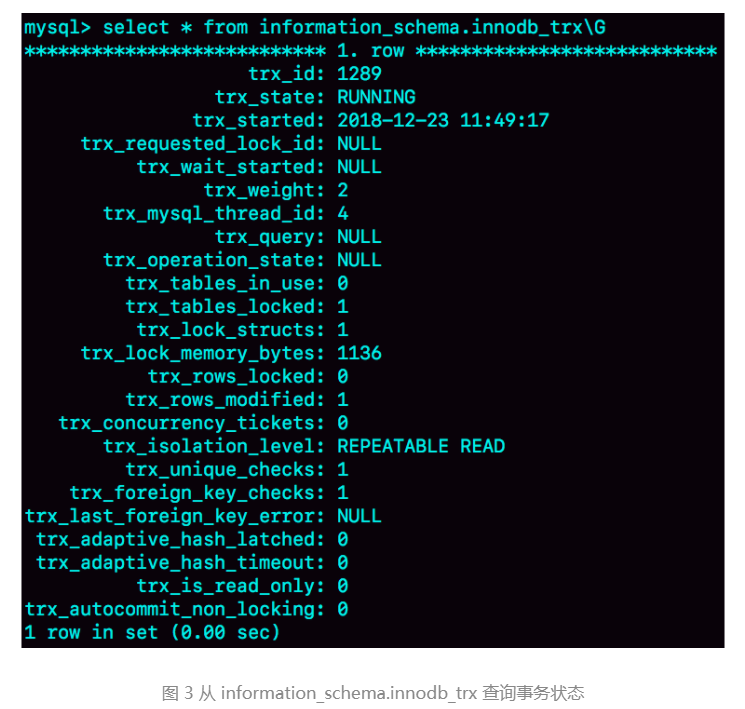 mysql> select * from information_schema.innodb_trx\G
*************************** 1. row ***************************
trx_id: 1289
trx_state: RUNNING
trx_started: 2018-12-23 11:49:17
trx_requested_lock_id: NULL
trx_wait_started: NULL
trx_weight: 2
trx_mysql_thread_id: 4
trx_query: NULL
trx_operation_state: NULL
trx_tables_in_use: 0
trx_tables_locked: 1
trx_lock_structs: 1
trx_lock_memory_bytes: 1136
trx_rows_locked: 0
trx_rows_modified: 1
trx_concurrency_tickets: 0
trx_isolation_level: REPEATABLE READ
trx_unique_checks: 1
trx_foreign_key_checks: 1
trx_last_foreign_key_error: NULL
trx_adaptive_hash_latched: 0
trx_adaptive_hash_timeout: 0
trx_is_read_only: 0
trx_autocommit_non_locking: 0
1 row in set (0.00 sec)
图 3 从 information_schema.innodb_trx 查询事务状态